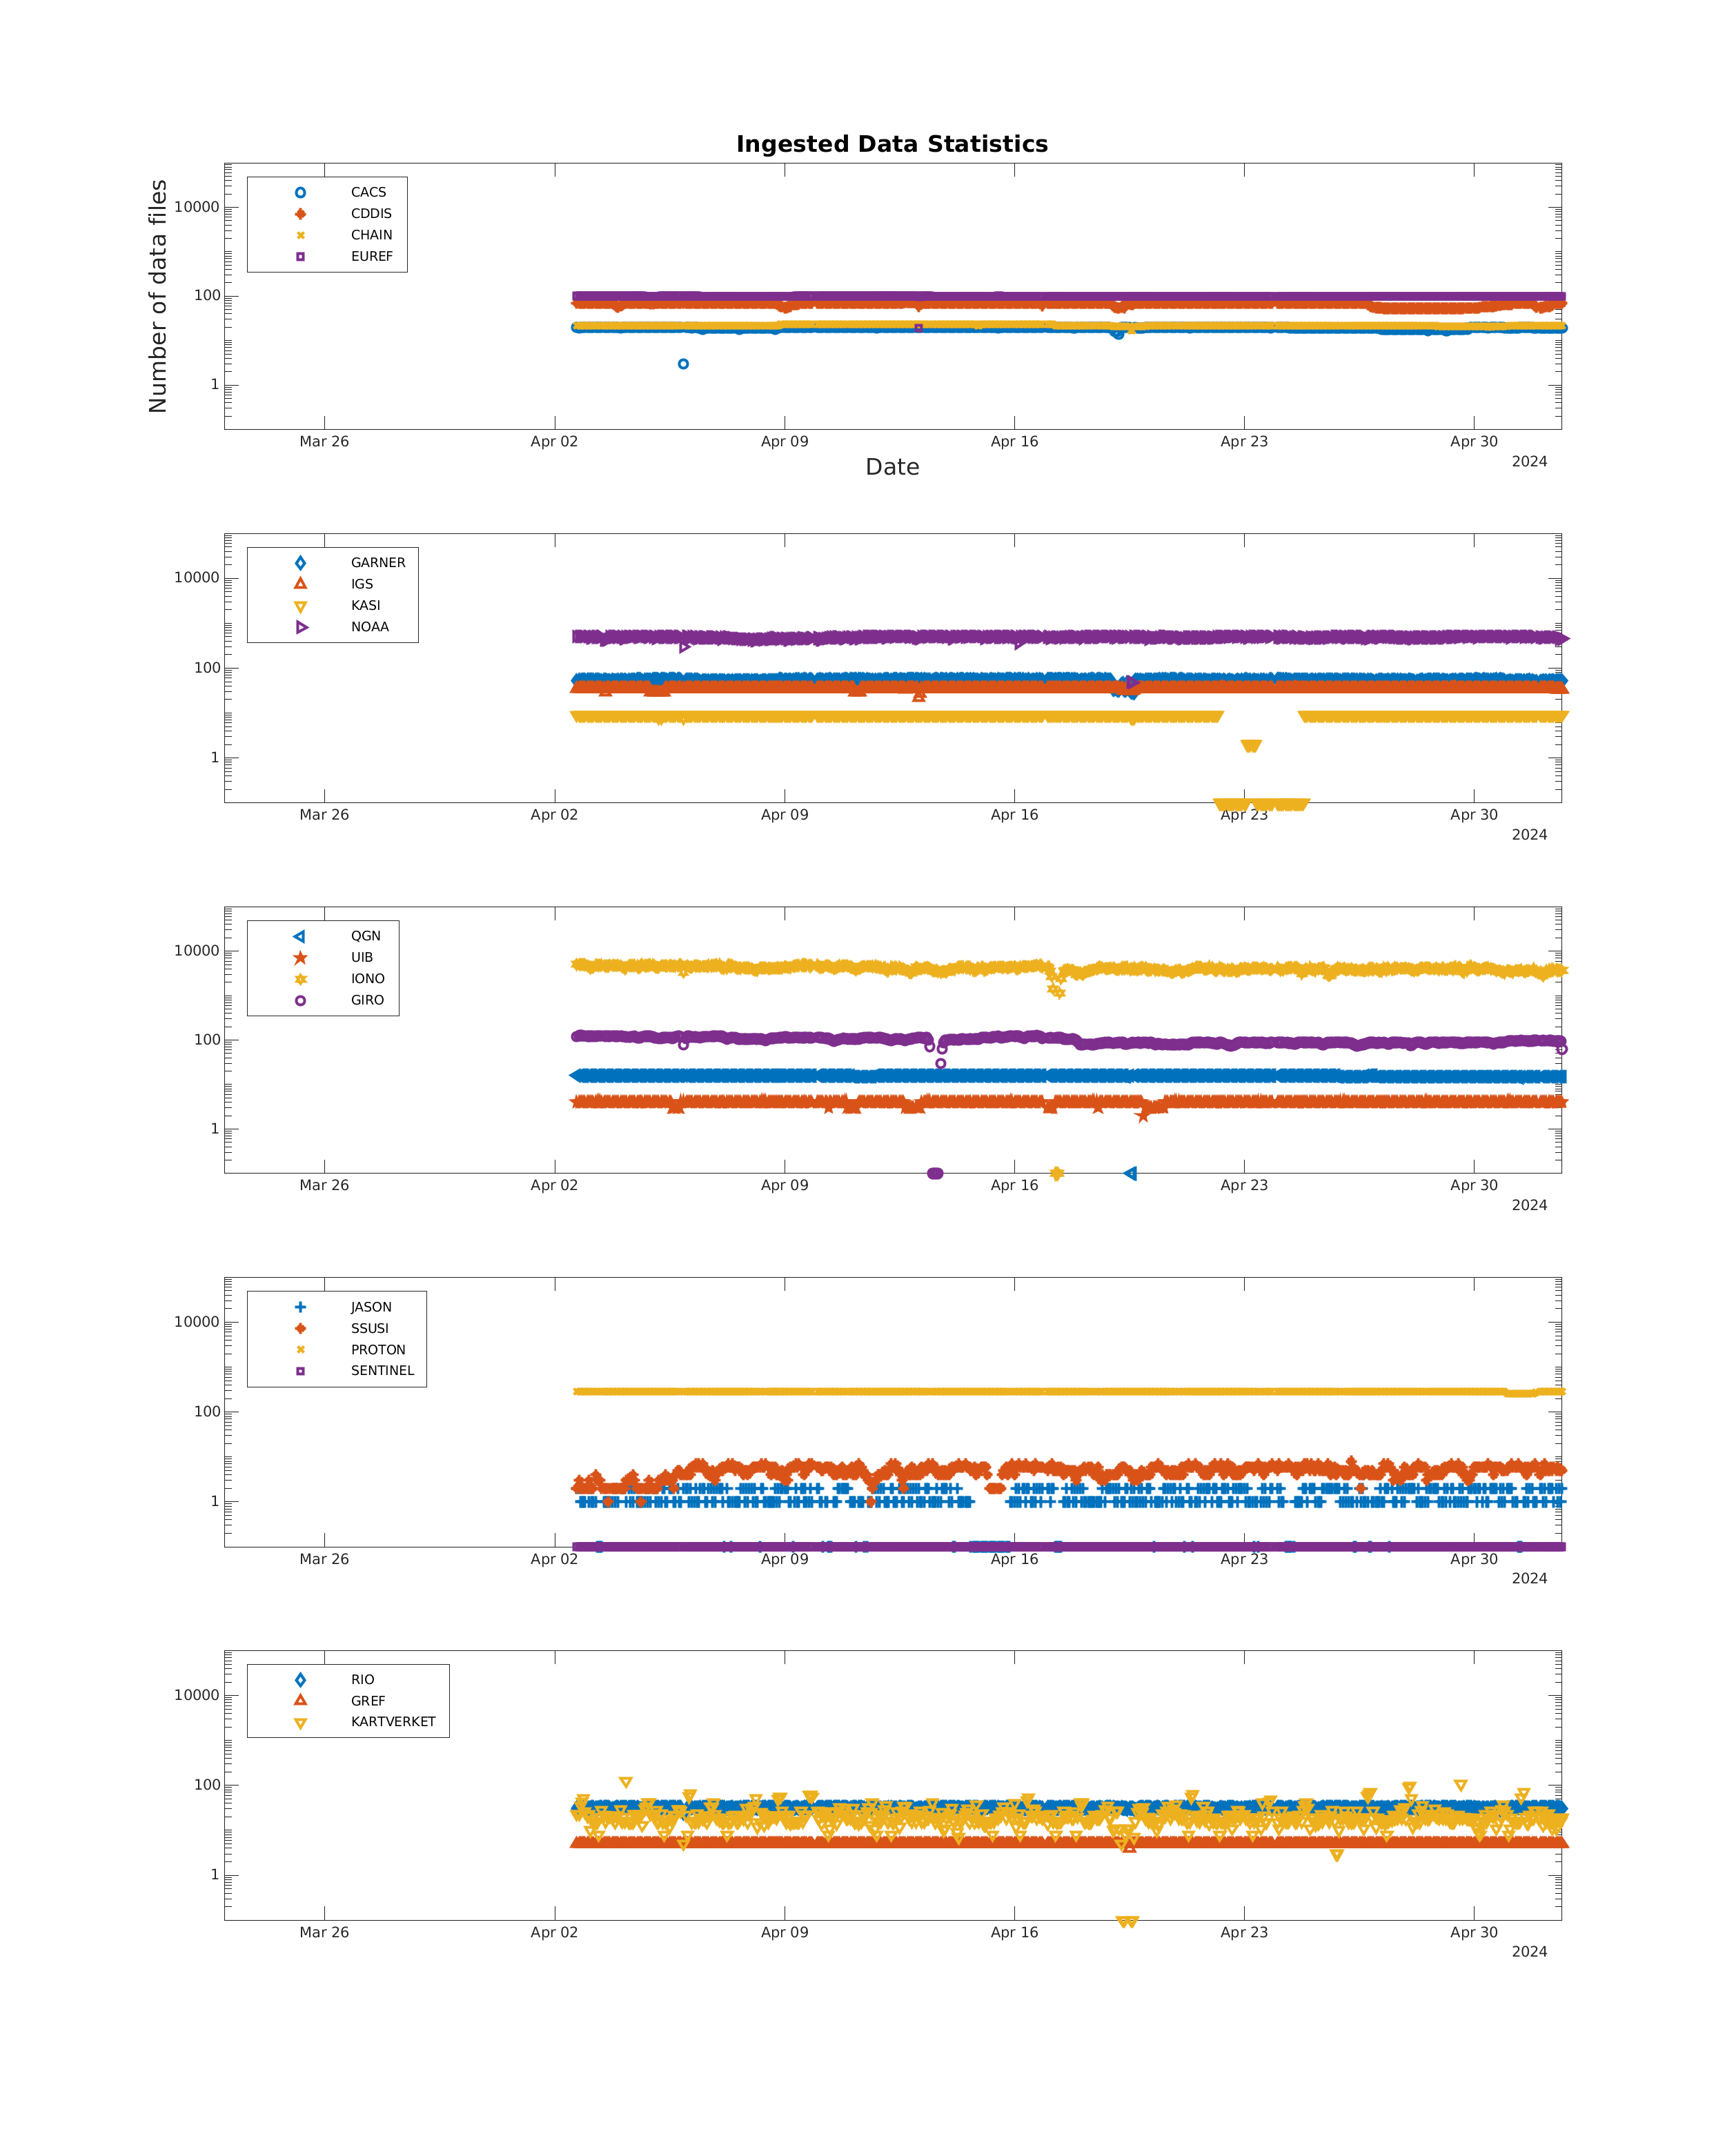 Ingested Data Statistics
Number of data files
10000
100
1
CACS
CDDIS
CHAIN
EUREF
Mar 26 Apr 02 Apr 09 Apr 16 Apr 23 Apr 30
2024
Date
10000
100
1
GARNER
IGS
KASI
NOAA
Mar 26 Apr 02 Apr 09 Apr 16 Apr 23 Apr 30
2024
10000
100
1
QGN
UIB
IONO
GIRO
Mar 26 Apr 02 Apr 09 Apr 16 Apr 23 Apr 30
2024
10000
100
1
JASON
SSUSI
PROTON
SENTINEL
Mar 26 Apr 02 Apr 09 Apr 16 Apr 23 Apr 30
2024
10000
100
1
RIO
GREF
KARTVERKET
Mar 26 Apr 02 Apr 09 Apr 16 Apr 23 Apr 30
2024